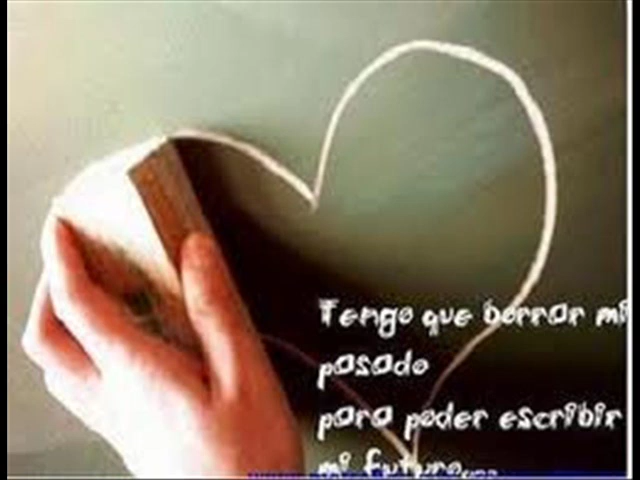 Tengo que borrar mi
pasado
para poder escribir
mi futuro...